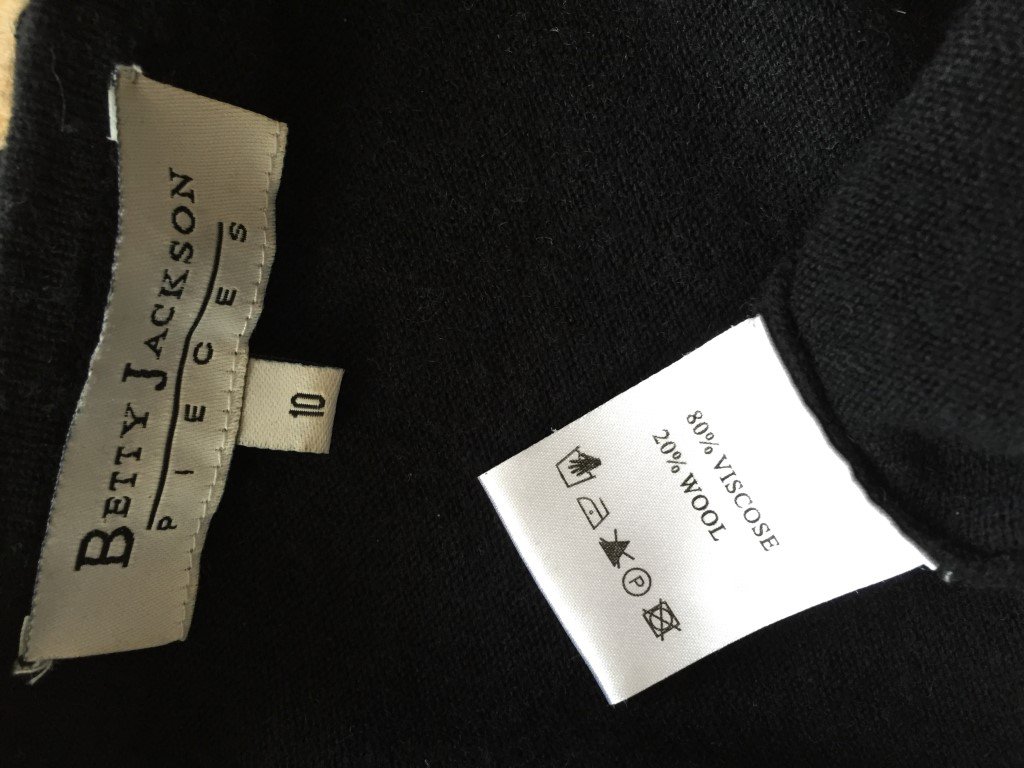 BETTY JACKSON
PIECES
10
80% VISCOSE
20% WOOL
P